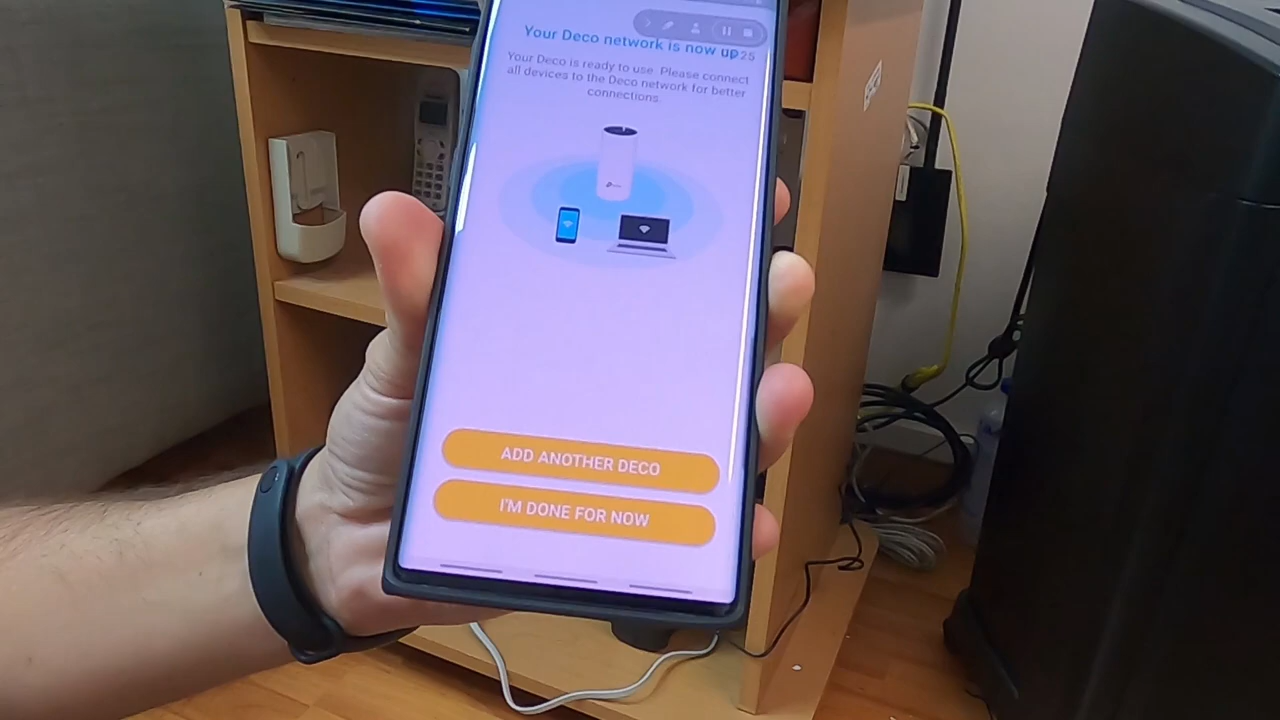 Your Deco network is now up
25
Your Deco is ready to use. Please connect
all devices to the Deco network for better
connections.
ADD ANOTHER DECO
I'M DONE FOR NOW